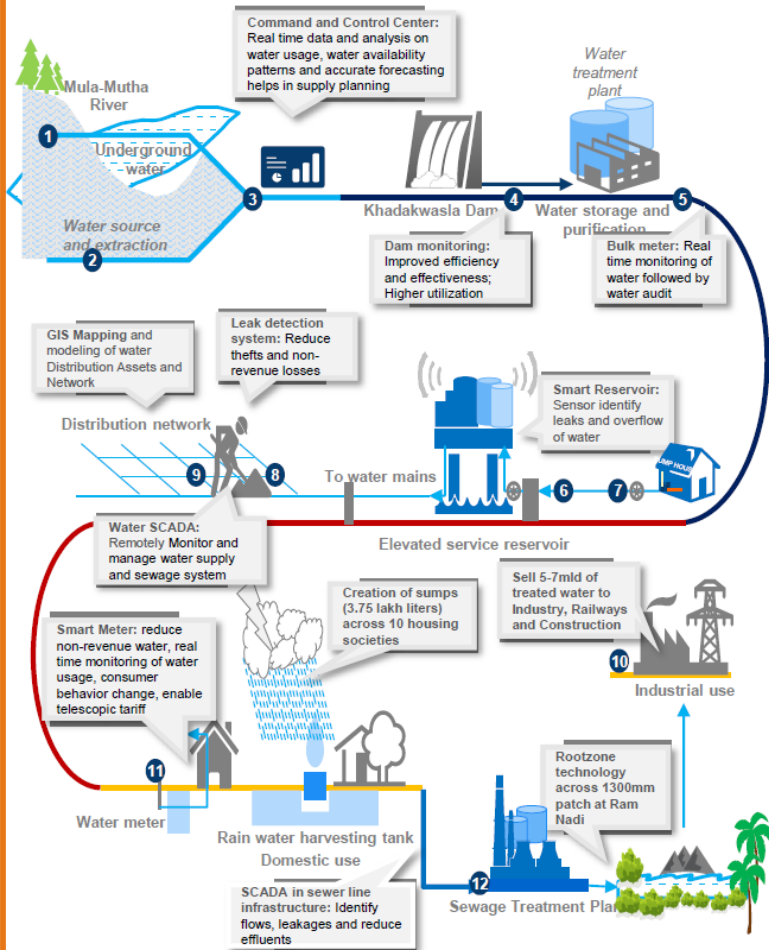 Command and Control Center:
Real time data and analysis on
water usage, water availability
patterns and accurate forecasting
helps in supply planning
Water
treatment
plant
Mula-Mutha
River
1
Underground
water
3
Water source
and extraction
2
Khadakwasla Dam
4
Water storage and
purification
5
Dam monitoring:
Improved efficiency
and effectiveness;
Higher utilization
Bulk meter: Real
time monitoring of
water followed by
water audit
GIS Mapping and
modeling of water
Distribution Assets and
Network
Leak detection
system: Reduce
thefts and non-
revenue losses
Smart Reservoir:
Sensor identify
leaks and overflow
of water
Distribution network
9
8
To water mains
6
7
PUMP HOUSE
Elevated service reservoir
Water SCADA:
Remotely Monitor and
manage water supply
and sewage system
Creation of sumps
(3.75 lakh liters)
across 10 housing
societies
Sell 5-7mld of
treated water to
Industry, Railways
and Construction
10
Industrial use
Smart Meter: reduce
non-revenue water, real
time monitoring of water
usage, consumer
behavior change, enable
telescopic tariff
11
Water meter
Rain water harvesting tank
Domestic use
Rootzone
technology
across 1300mm
patch at Ram
Nadi
12
Sewage Treatment Plan
SCADA in sewer line
infrastructure: Identify
flows, leakages and reduce
effluents